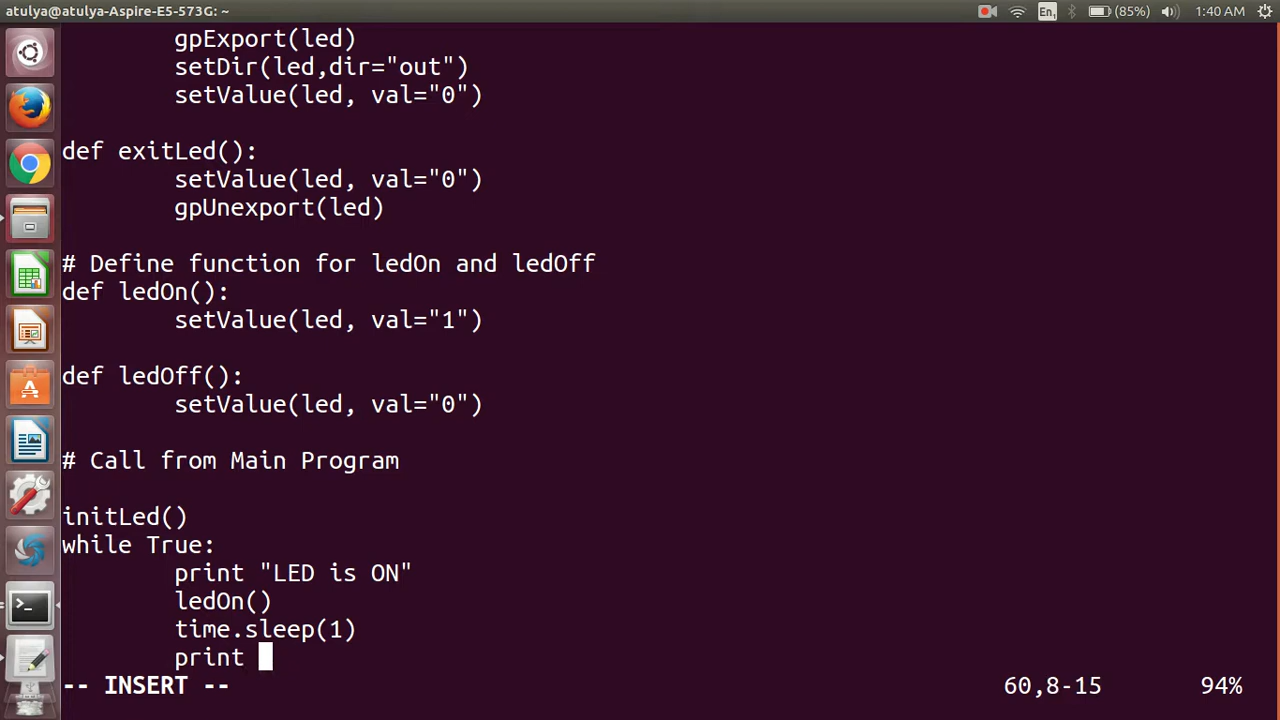 atulya@atulya-Aspire-E5-573G: ~
En1 (85%) 1:40 AM
gpExport(led)
setDir(led,dir="out")
setValue(led, val="0")
def exitLed():
setValue(led, val="0")
gpUnexport(led)
# Define function for ledOn and ledOff
def ledOn():
setValue(led, val="1")
def ledOff():
setValue(led, val="0")
# Call from Main Program
initLed()
while True:
print "LED is ON"
ledOn()
time.sleep(1)
print
-- INSERT -- 60,8-15 94%